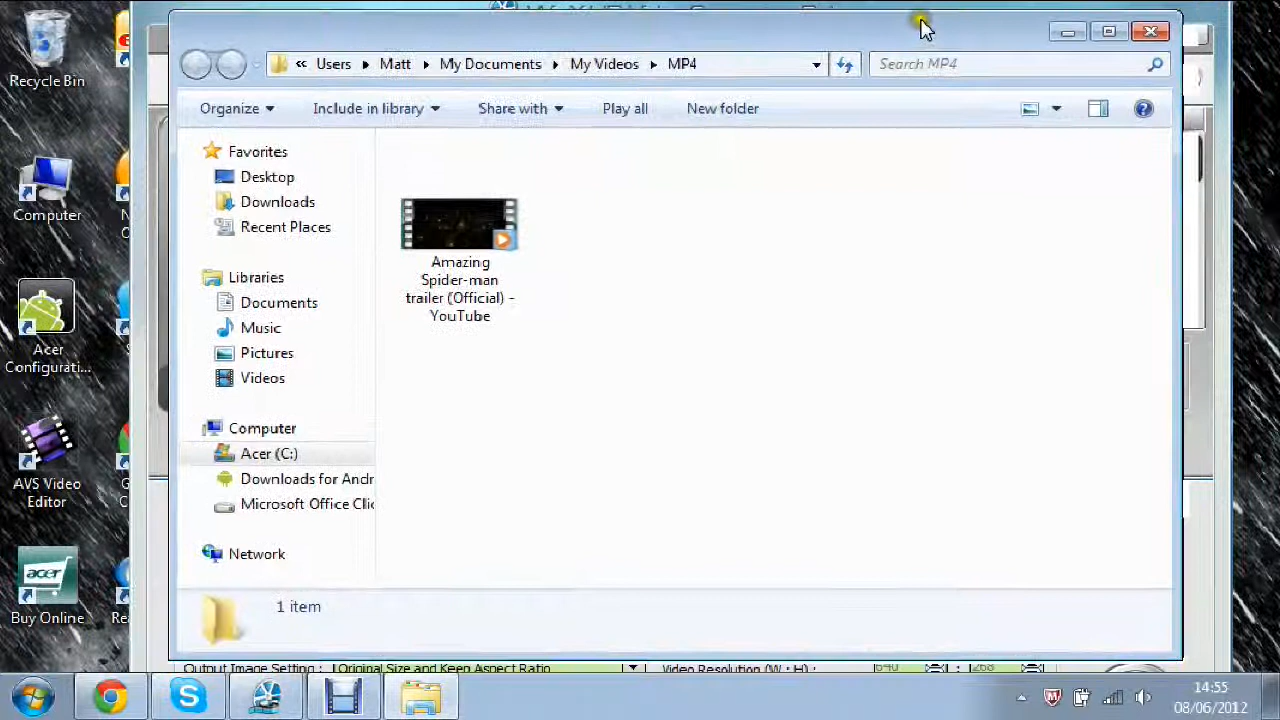 Recycle Bin
Computer
Acer
Configurati...
AVS Video
Editor
acer
Buy Online
« Users Matt My Documents My Videos MP4
Search MP4
Organize Include in library Share with Play all New folder
Favorites
Desktop
Downloads
Recent Places
Libraries
Documents
Music
Pictures
Videos
Computer
Acer (C:)
Downloads for Andr
Microsoft Office Clic
Network
Amazing
Spider-man
trailer (Official) -
YouTube
1 item
Output Image Setting : Original Size and Keep Aspect Ratio Video Resolution (W : H) : 640 : 268
14:55
08/06/2012